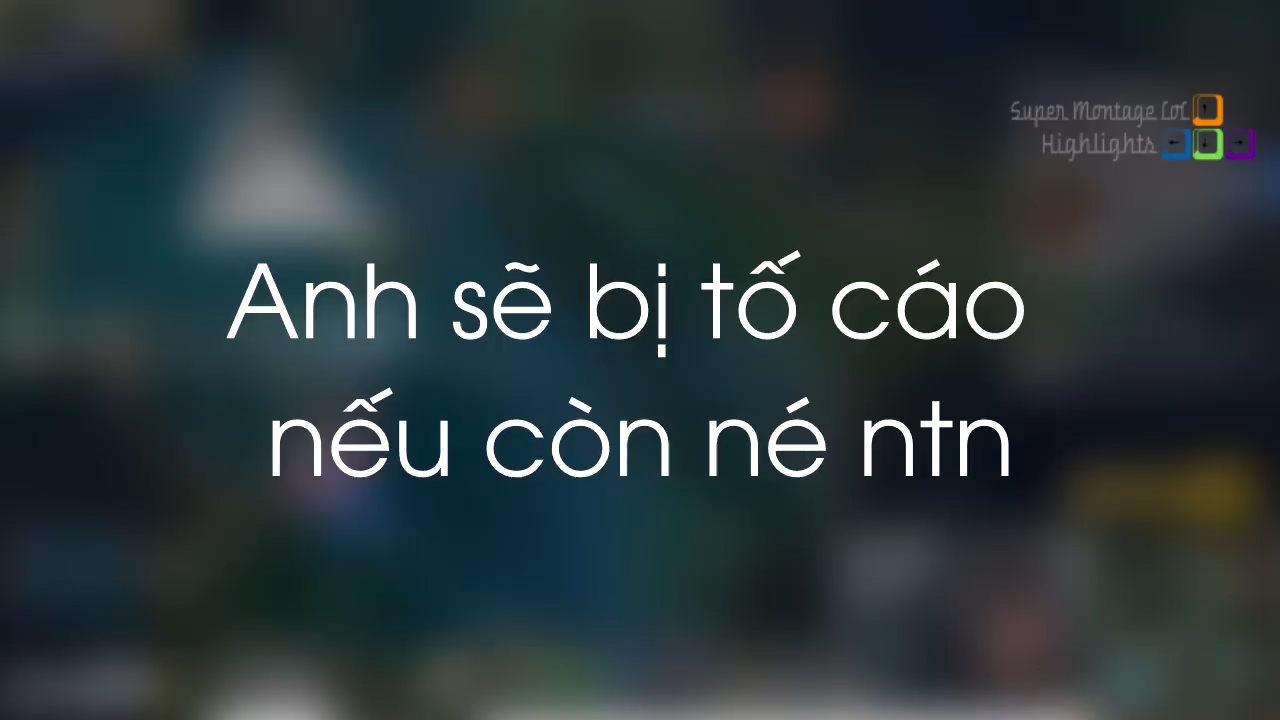 Super Montage LoL
Highlights
Anh sẽ bị tố cáo
nếu còn né ntn